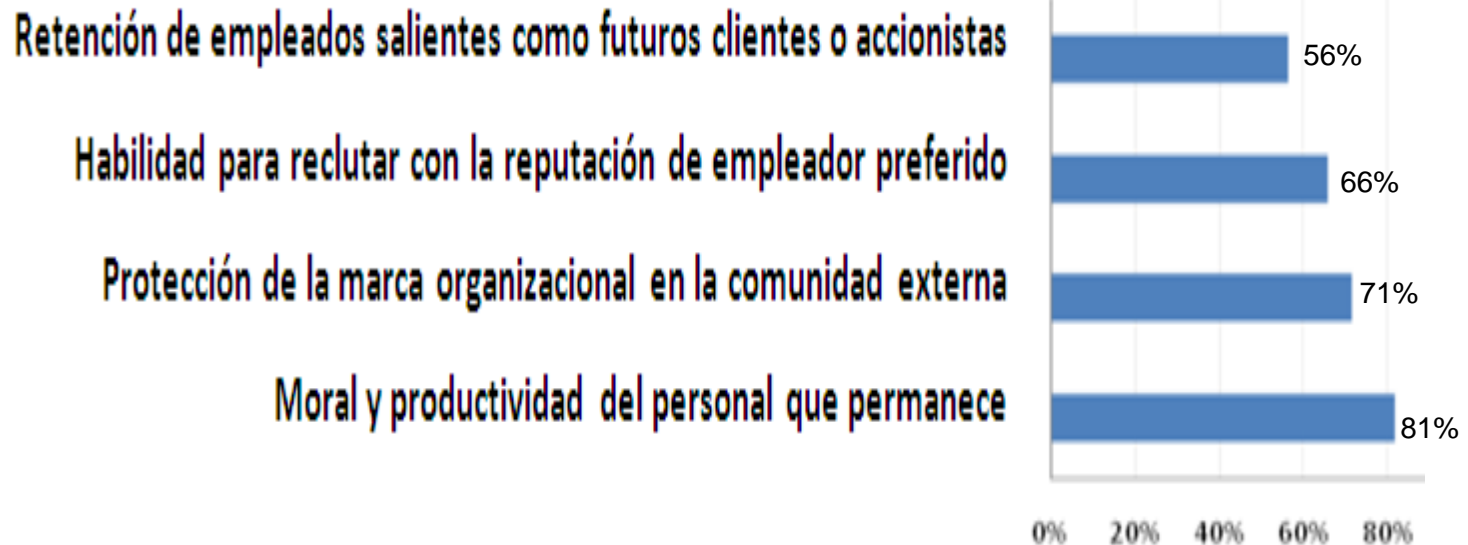 Retención de empleados salientes como futuros clientes o accionistas
56%
Habilidad para reclutar con la reputación de empleador preferido
66%
Protección de la marca organizacional en la comunidad externa
71%
Moral y productividad del personal que permanece
81%
0% 20% 40% 60% 80%